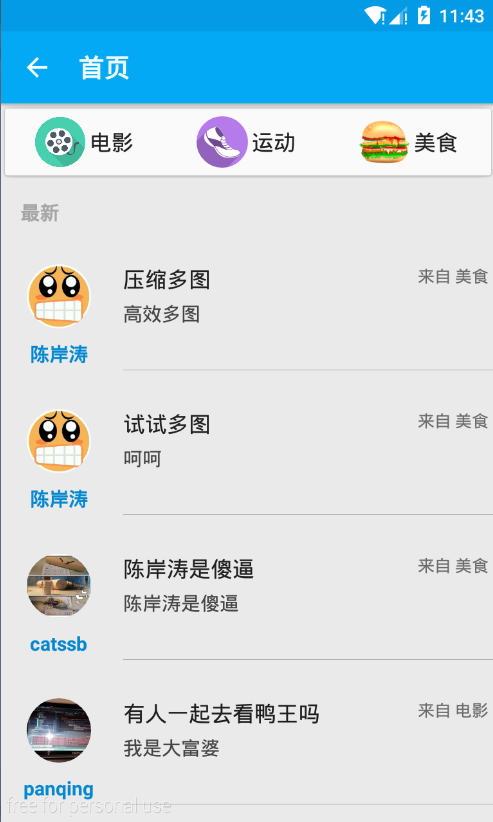 11:43
首页
电影 运动 美食
最新
压缩多图 来自 美食
高效多图
陈岸涛
试试多图 来自 美食
呵呵
陈岸涛
陈岸涛是傻逼 来自 美食
陈岸涛是傻逼
catssb
有人一起去看鸭王吗 来自 电影
我是大富婆
panqing
free for personal use